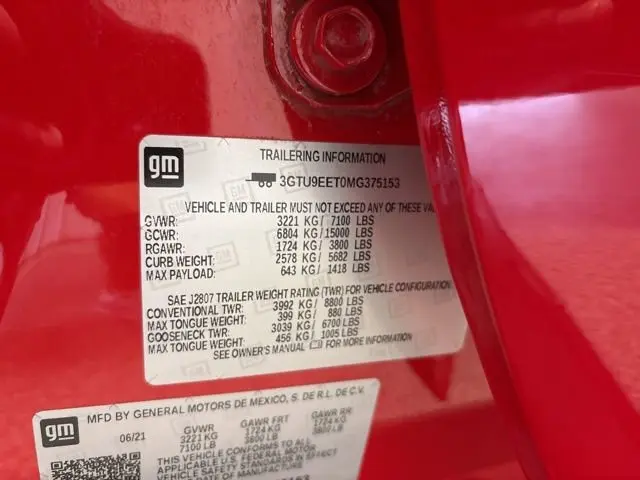 gm
TRAILERING INFORMATION
3GTU9EET0MG375153
VEHICLE AND TRAILER MUST NOT EXCEED ANY OF THESE
GVWR: 3221 KG/ 7100 LBS
GCWR: 6804 KG/15000 LBS
RGAWR: 1724 KG/ 3800 LBS
CURB WEIGHT: 2578 KG/ 5682 LBS
MAX PAYLOAD: 643 KG/ 1418 LBS
SAE J2807 TRAILER WEIGHT RATING (TWR) FOR VEHICLE CONFIGURATION:
CONVENTIONAL TWR: 3992 KG/ 8800 LBS
MAX TONGUE WEIGHT: 399 KG/ 880 LBS
GOOSENECK TWR: 3039 KG/ 6700 LBS
MAX TONGUE WEIGHT: 456 KG/ 1005 LBS
SEE OWNER'S MANUAL FOR MORE INFORMATION
gm
MFD BY GENERAL MOTORS DE MEXICO, S. DE R.L. DE C.V.
06/21 GVWR GAWR FRT GAWR RR
3221 KG 1724 KG 1724 KG
7100 LB 3800 LB 3800 LB
THIS VEHICLE CONFORMS TO ALL
APPLICABLE U.S. FEDERAL MOTOR
VEHICLE SAFETY STANDARDS IN EFFECT